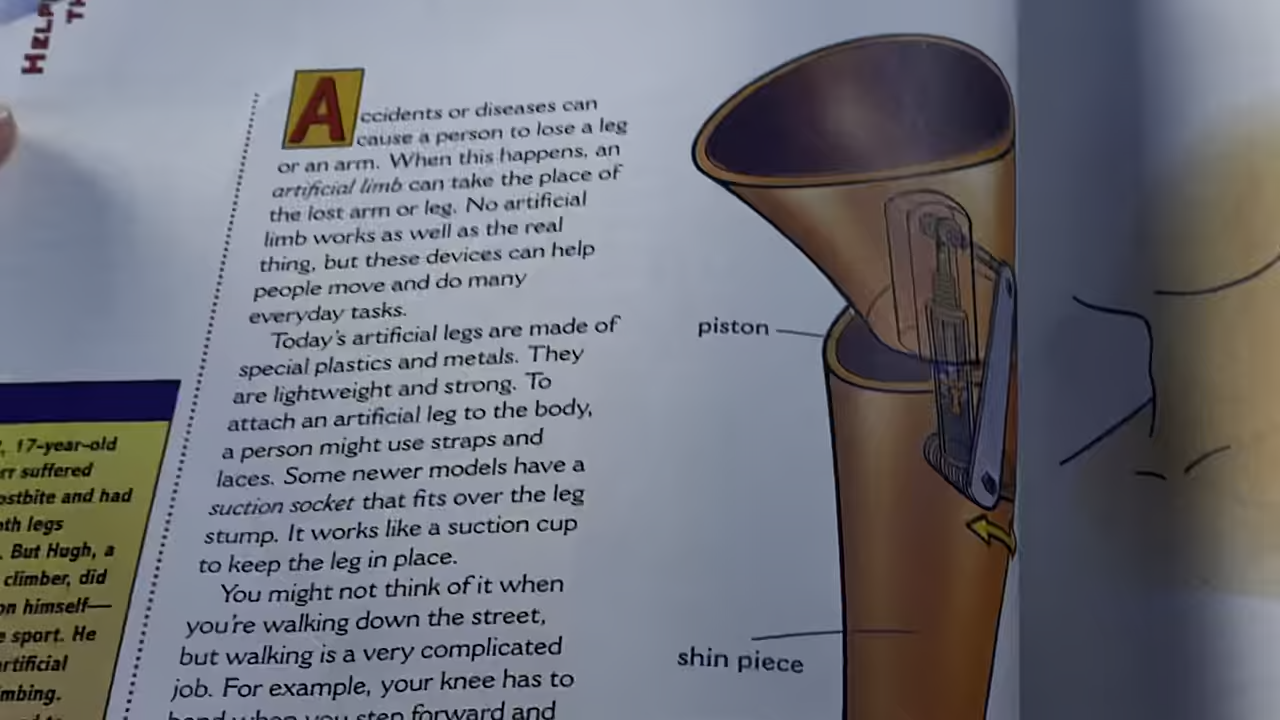 Accidents or diseases can
cause a person to lose a leg
or an arm. When this happens, an
artificial limb can take the place of
the lost arm or leg. No artificial
limb works as well as the real
thing, but these devices can help
people move and do many
everyday tasks.
Today's artificial legs are made of
special plastics and metals. They
are lightweight and strong. To
attach an artificial leg to the body,
a person might use straps and
laces. Some newer models have a
suction socket that fits over the leg
stump. It works like a suction cup
to keep the leg in place.
You might not think of it when
you're walking down the street,
but walking is a very complicated
job. For example, your knee has to
bend when you step forward and
piston
shin piece
17-year-old
suffered
and had
legs
But Hugh, a
climber, did
himself—
sport. He